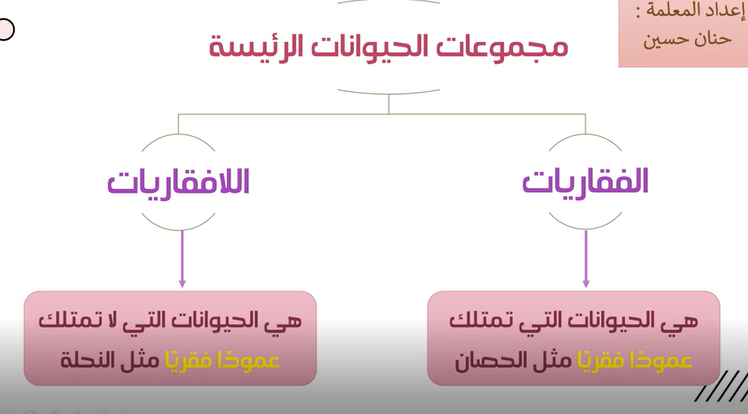 إعداد المعلمة :
حنان حسين
مجموعات الحيوانات الرئيسة
الفقاريات
اللافقاريات
هي الحيوانات التي تمتلك
عمودًا فقريًا مثل الحصان
هي الحيوانات التي لا تمتلك
عمودًا فقريًا مثل النحلة